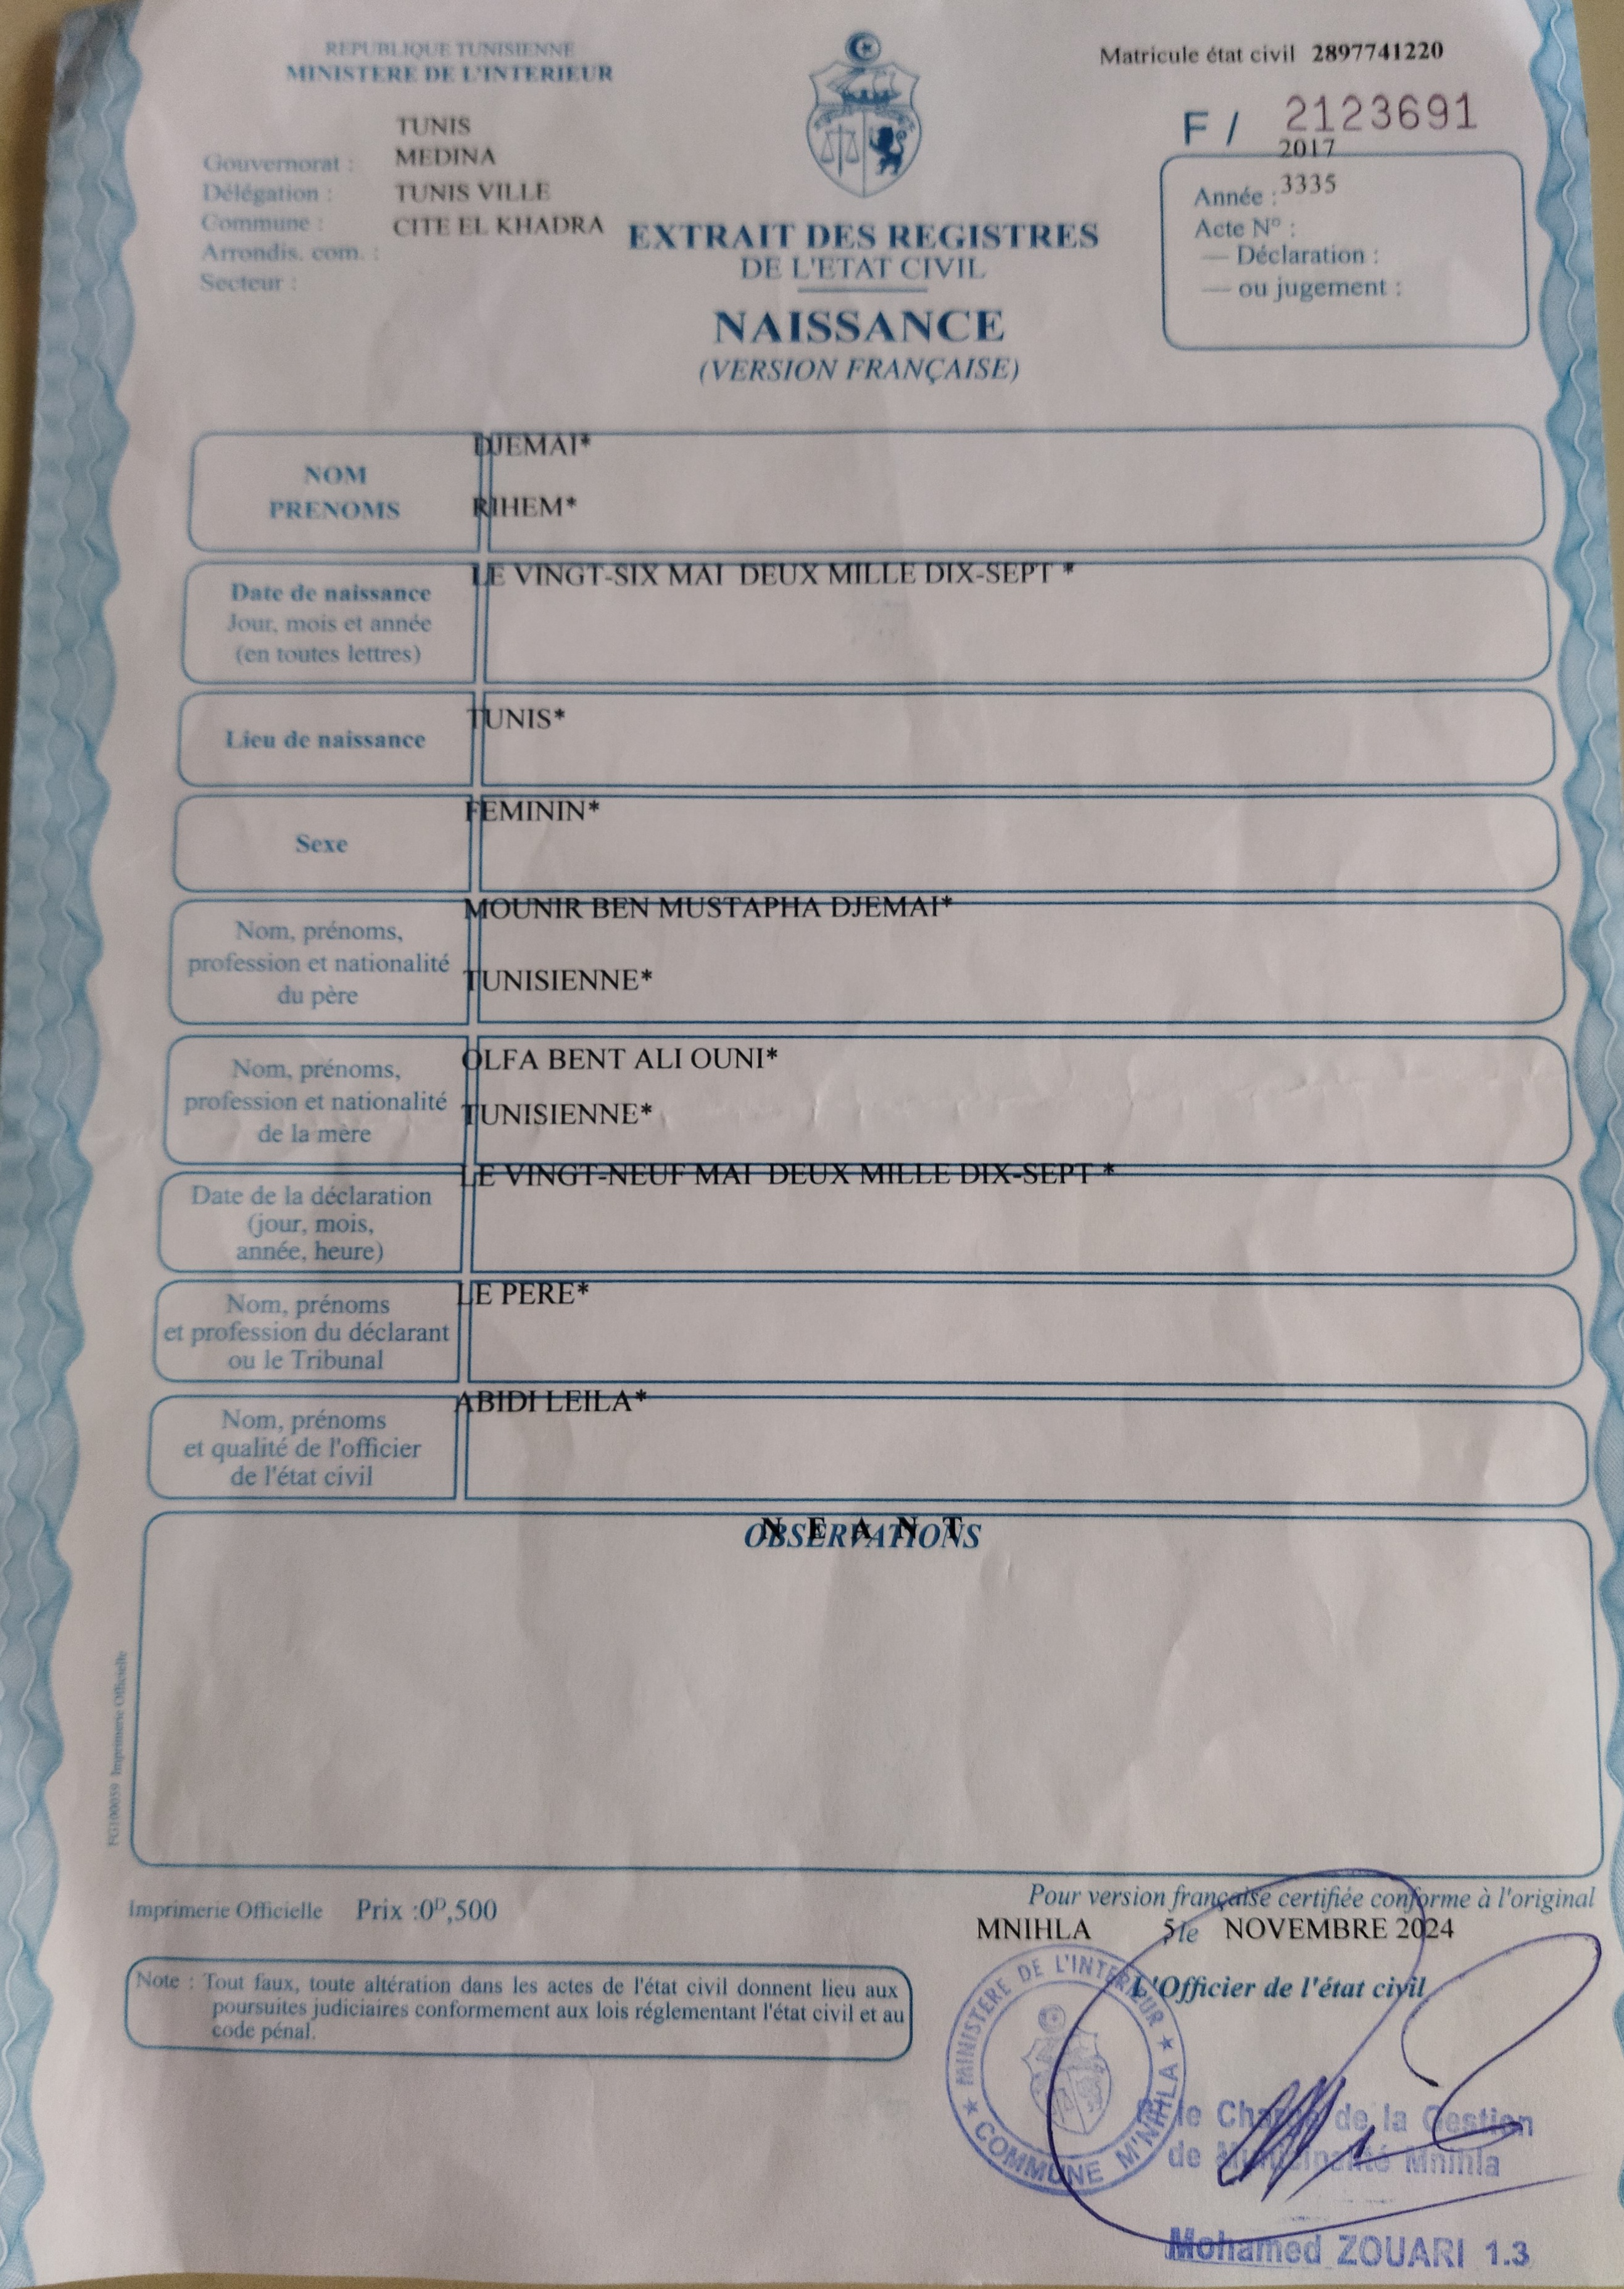 REPUBLIQUE TUNISIENNE
MINISTERE DE L'INTERIEUR
Matricule état civil 2897741220
F / 2123691
TUNIS
Gouvernorat : MEDINA
Délégation : TUNIS VILLE
Commune : CITE EL KHADRA
Arrondis. com. :
Secteur :
2017
Année : 3335
Acte N° :
— Déclaration :
— ou jugement :
EXTRAIT DES REGISTRES
DE L'ETAT CIVIL
NAISSANCE
(VERSION FRANÇAISE)
NOM
PRENOMS
DJEMAI*
RIHEM*
Date de naissance
Jour, mois et année
(en toutes lettres)
LE VINGT-SIX MAI DEUX MILLE DIX-SEPT *
Lieu de naissance
TUNIS*
Sexe
FEMININ*
Nom, prénoms,
profession et nationalité
du père
MOUNIR BEN MUSTAPHA DJEMAI*
TUNISIENNE*
Nom, prénoms,
profession et nationalité
de la mère
OLFA BENT ALI OUNI*
TUNISIENNE*
Date de la déclaration
(jour, mois,
année, heure)
LE VINGT-NEUF MAI DEUX MILLE DIX-SEPT *
Nom, prénoms
et profession du déclarant
ou le Tribunal
LE PERE*
Nom, prénoms
et qualité de l'officier
de l'état civil
ABIDI LEILA*
OBSERVATIONS
N E A N T
Imprimerie Officielle
Imprimerie Officielle Prix :0ᴰ,500
Pour version française certifiée conforme à l'original
MNIHLA 5 le NOVEMBRE 2024
L'Officier de l'état civil
Note : Tout faux, toute altération dans les actes de l'état civil donnent lieu aux
poursuites judiciaires conformement aux lois réglementant l'état civil et au
code pénal.
★ MINISTERE DE L'INTERIEUR ★
COMMUNE M'NIHLA
le Chargé de la Gestion
de Municipalité Mnihla
Mohamed ZOUARI 1.3